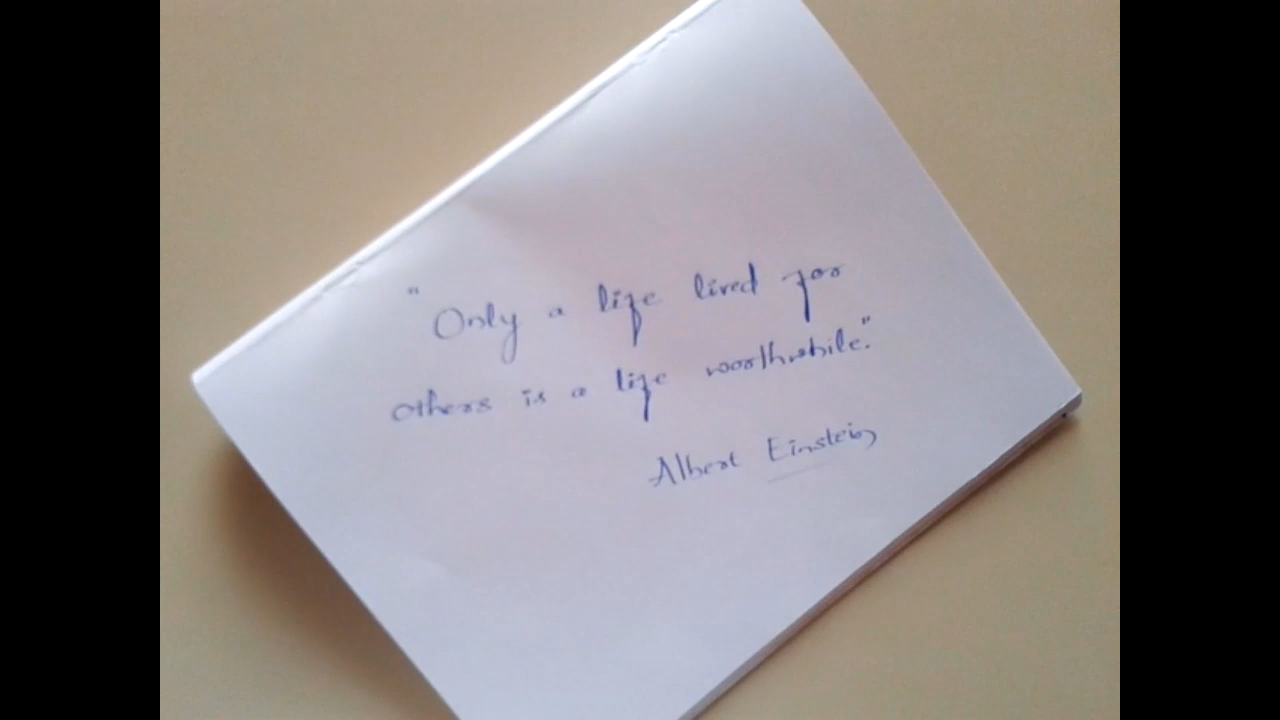 "Only a life lived for
others is a life worthwhile."
Albert Einstein